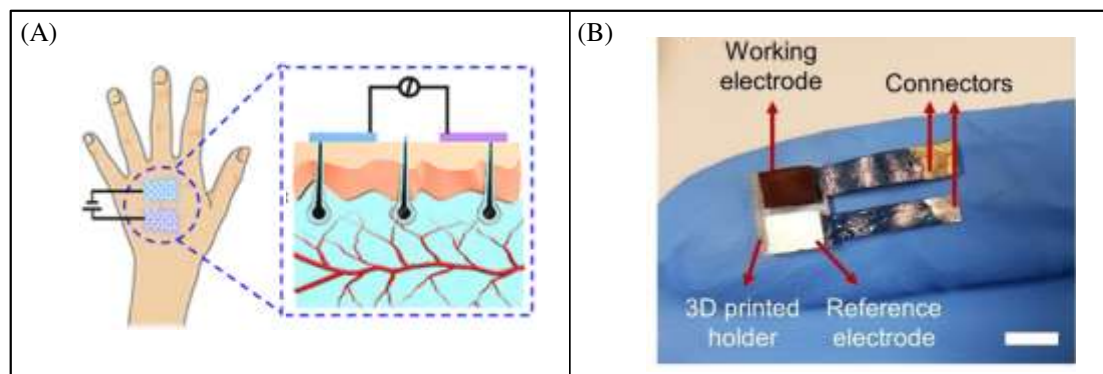 (A)
(B)
Working
electrode
Connectors
3D printed
holder
Reference
electrode